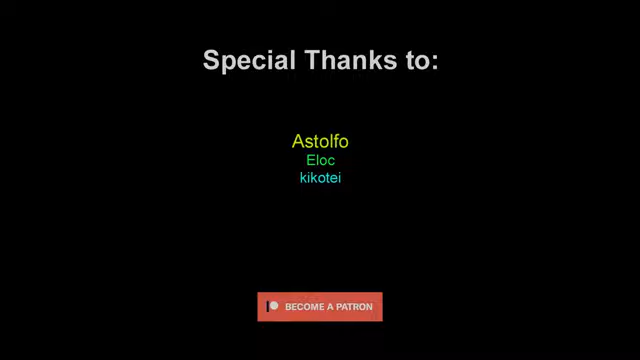 Special Thanks to:
Astolfo
Eloc
kikotei
BECOME A PATRON